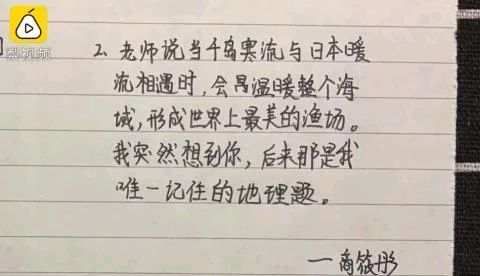 梨视频
2. 老师说当千岛寒流与日本暖
流相遇时,会温暖整个海
域,形成世界上最美的渔场。
我突然想到你,后来那是我
唯一记住的地理题。
—商筱彤